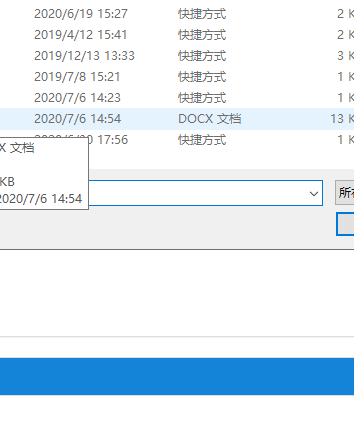 2020/6/19 15:27 快捷方式 2 K
2019/4/12 15:41 快捷方式 2 K
2019/12/13 13:33 快捷方式 3 K
2019/7/8 15:21 快捷方式 1 K
2020/7/6 14:23 快捷方式 1 K
2020/7/6 14:54 DOCX 文档 13 K
17:56 快捷方式 1 K
X 文档
KB
2020/7/6 14:54
所